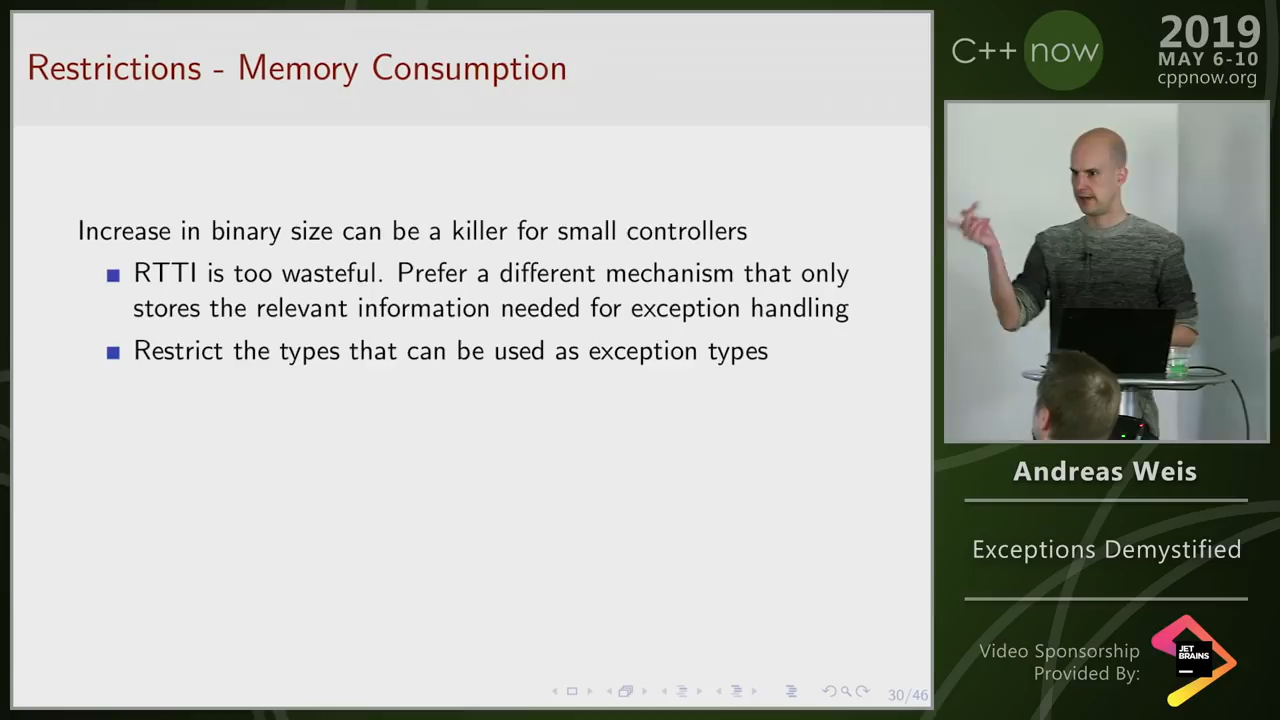 Restrictions - Memory Consumption
Increase in binary size can be a killer for small controllers
RTTI is too wasteful. Prefer a different mechanism that only
stores the relevant information needed for exception handling
Restrict the types that can be used as exception types
30/46
C++ now
2019
MAY 6-10
cppnow.org
Andreas Weis
Exceptions Demystified
Video Sponsorship
Provided By:
JET
BRAINS